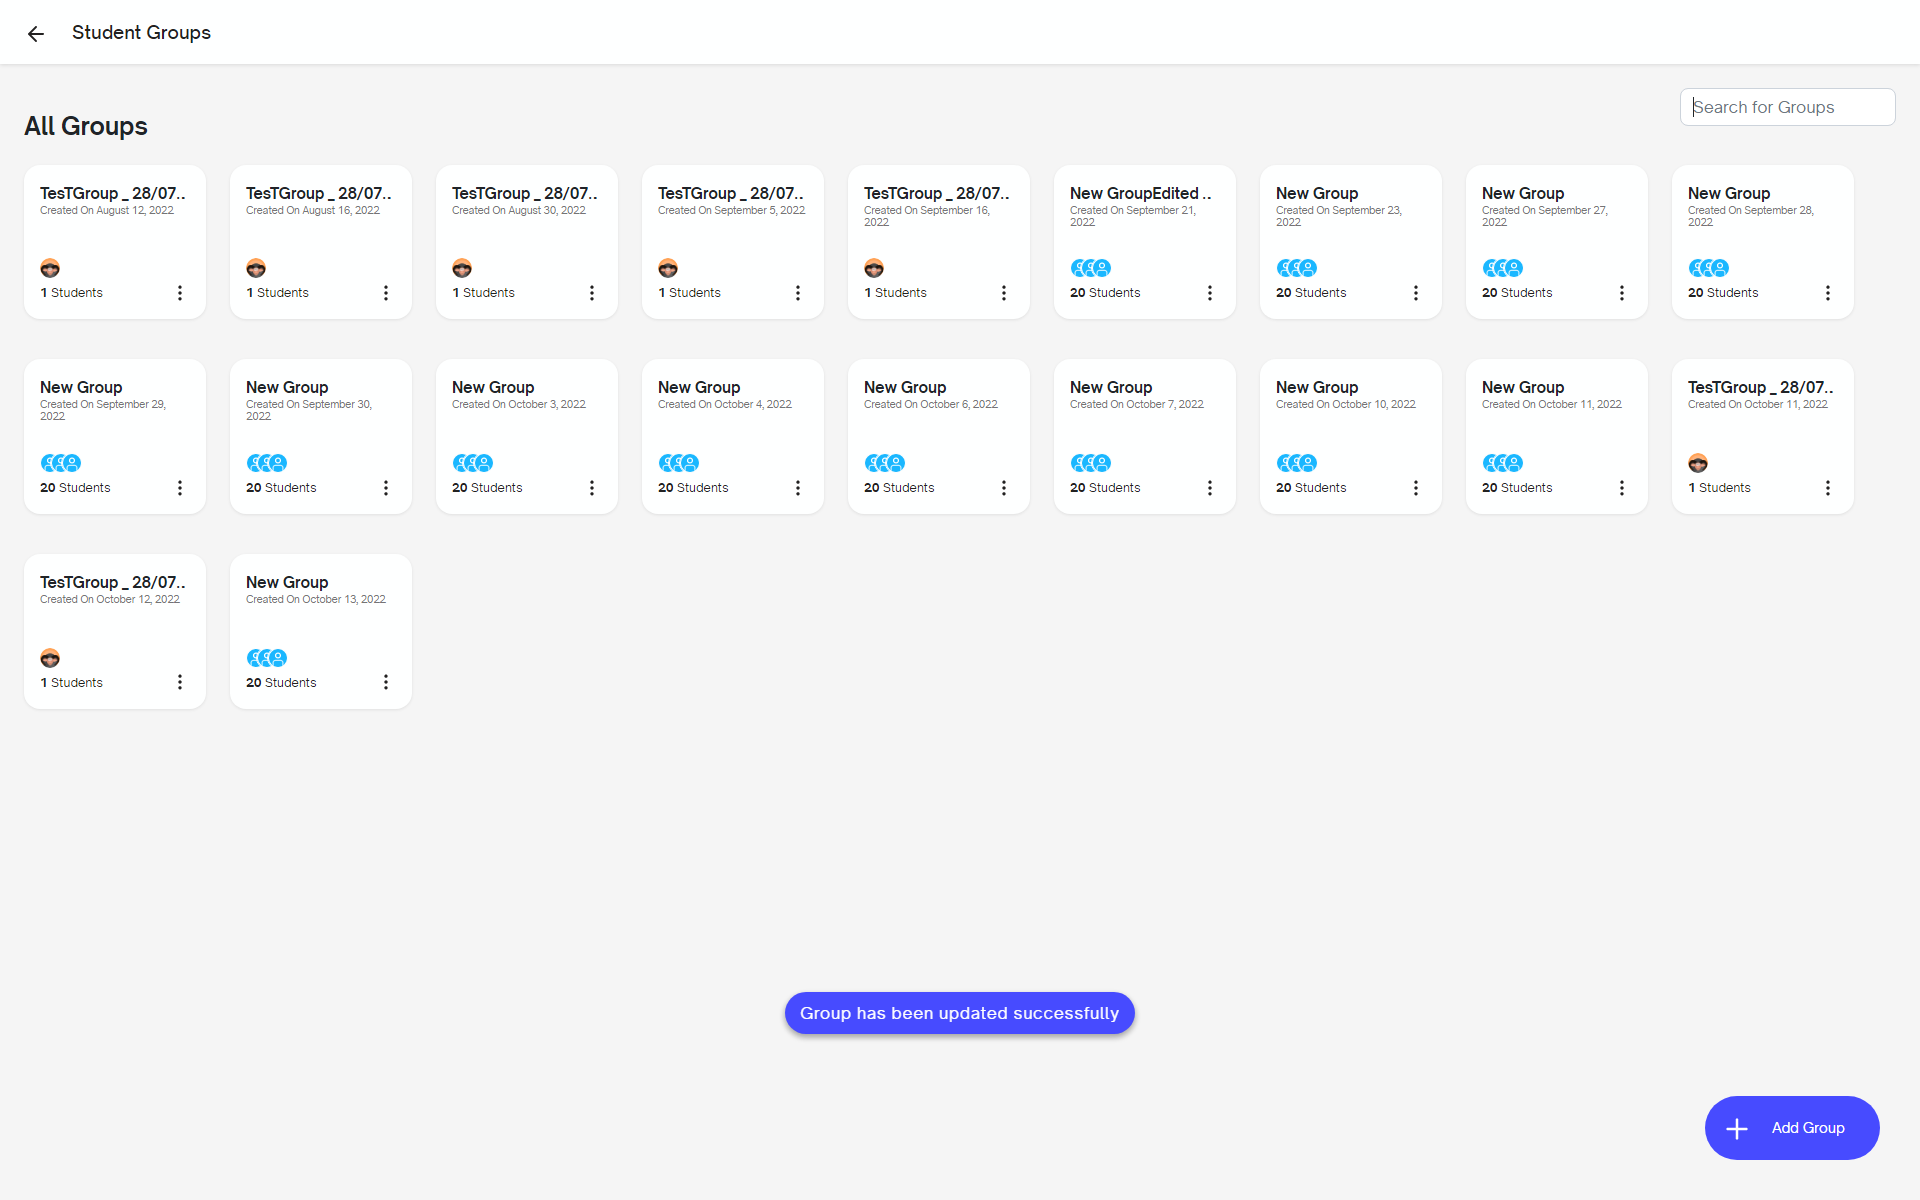 Student Groups
Search for Groups
All Groups
TesTGroup _ 28/07..
Created On August 12, 2022
1 Students
TesTGroup _ 28/07..
Created On August 16, 2022
1 Students
TesTGroup _ 28/07..
Created On August 30, 2022
1 Students
TesTGroup _ 28/07..
Created On September 5, 2022
1 Students
TesTGroup _ 28/07..
Created On September 16,
2022
1 Students
New GroupEdited ..
Created On September 21,
2022
20 Students
New Group
Created On September 23,
2022
20 Students
New Group
Created On September 27,
2022
20 Students
New Group
Created On September 28,
2022
20 Students
New Group
Created On September 29,
2022
20 Students
New Group
Created On September 30,
2022
20 Students
New Group
Created On October 3, 2022
20 Students
New Group
Created On October 4, 2022
20 Students
New Group
Created On October 6, 2022
20 Students
New Group
Created On October 7, 2022
20 Students
New Group
Created On October 10, 2022
20 Students
New Group
Created On October 11, 2022
20 Students
TesTGroup _ 28/07..
Created On October 11, 2022
1 Students
TesTGroup _ 28/07..
Created On October 12, 2022
1 Students
New Group
Created On October 13, 2022
20 Students
Group has been updated successfully
Add Group